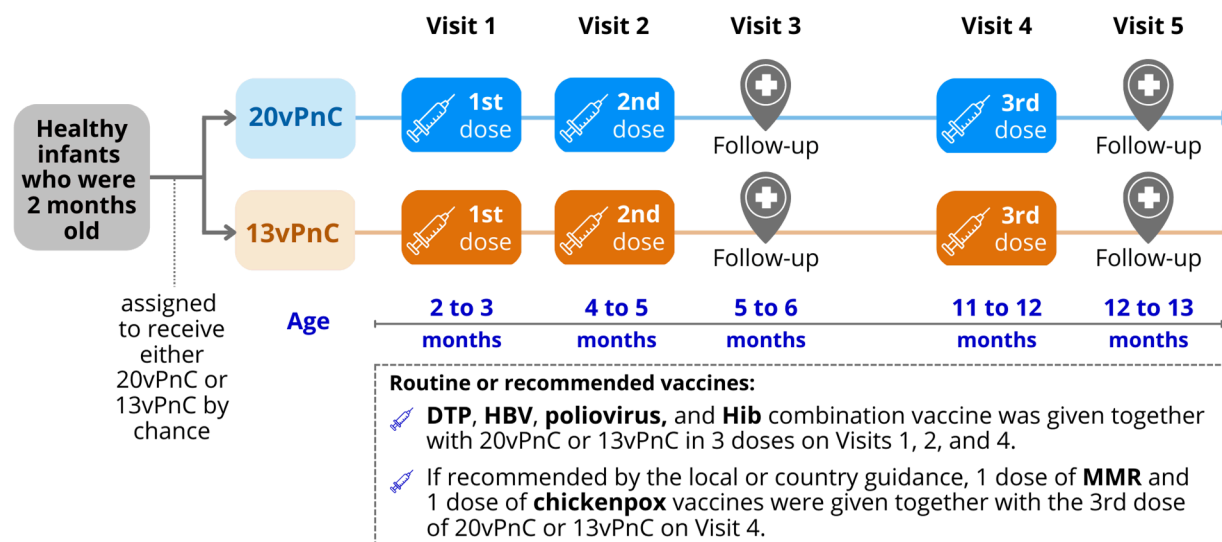 Visit 1
Visit 2
Visit 3
Visit 4
Visit 5
Healthy
infants
who were
2 months
old
20vPnC
1st
dose
2nd
dose
Follow-up
3rd
dose
Follow-up
13vPnC
1st
dose
2nd
dose
Follow-up
3rd
dose
Follow-up
assigned
to receive
either
20vPnC or
13vPnC by
chance
Age
2 to 3
months
4 to 5
months
5 to 6
months
11 to 12
months
12 to 13
months
Routine or recommended vaccines:
DTP, HBV, poliovirus, and Hib combination vaccine was given together
with 20vPnC or 13vPnC in 3 doses on Visits 1, 2, and 4.
If recommended by the local or country guidance, 1 dose of MMR and
1 dose of chickenpox vaccines were given together with the 3rd dose
of 20vPnC or 13vPnC on Visit 4.